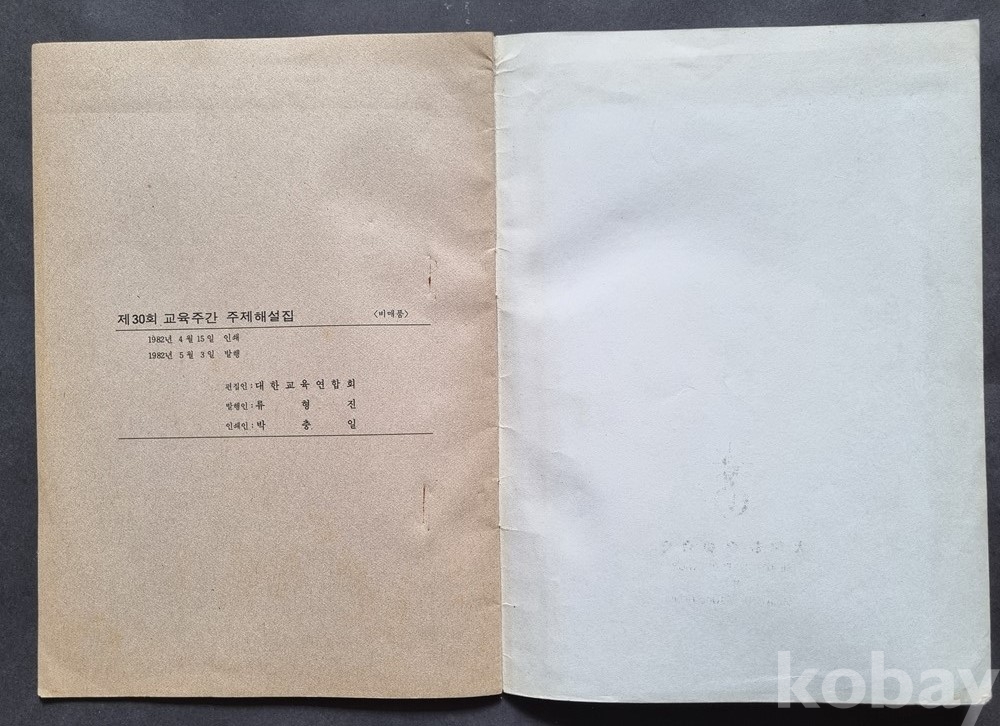 제30회 교육주간 주제해설집 〈비매품〉
1982년 4월 15일 인쇄
1982년 5월 3일 발행
편집인 : 대한교육연합회
발행인 : 류형진
인쇄인 : 박충일
kobay